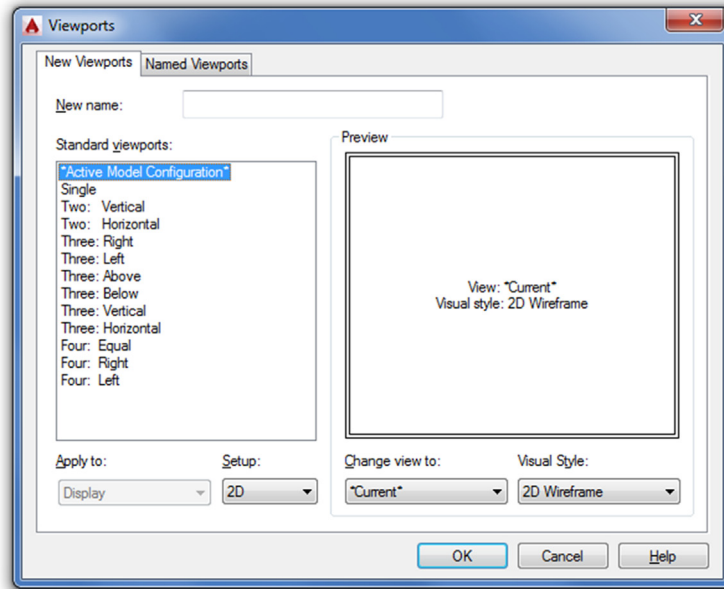 Viewports
New Viewports
Named Viewports
New name:
Standard viewports:
*Active Model Configuration*
Single
Two: Vertical
Two: Horizontal
Three: Right
Three: Left
Three: Above
Three: Below
Three: Vertical
Three: Horizontal
Four: Equal
Four: Right
Four: Left
Preview
View: *Current*
Visual style: 2D Wireframe
Apply to:
Setup:
Change view to:
Visual Style:
Display
2D
*Current*
2D Wireframe
OK
Cancel
Help